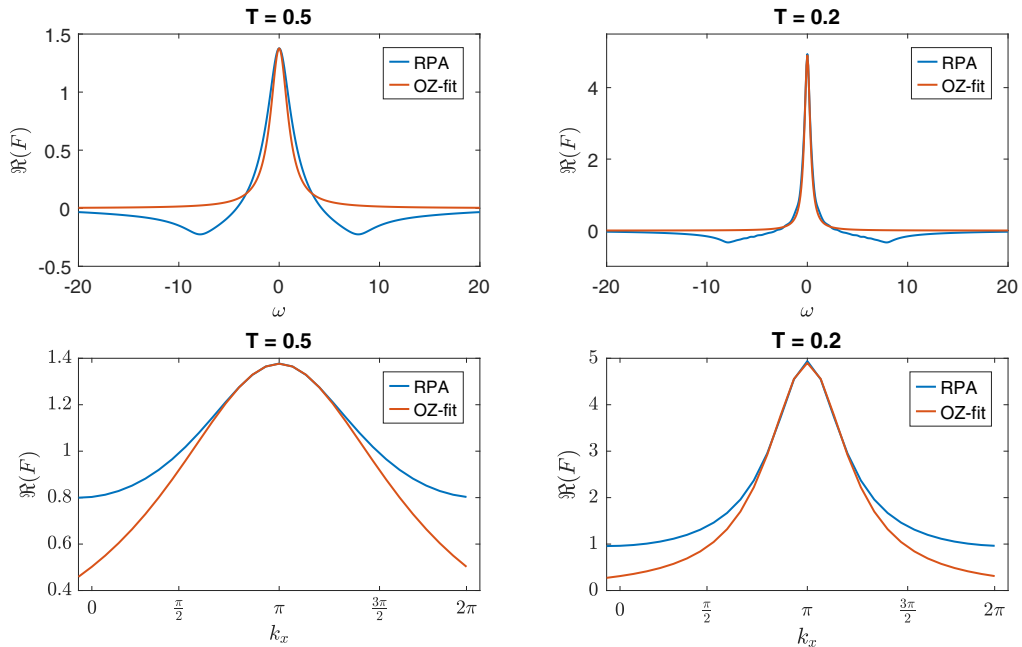 T = 0.5
1.5
1
0.5
0
-0.5
ℜ(F)
RPA
OZ-fit
-20 -10 0 10 20
ω
T = 0.2
4
2
0
ℜ(F)
RPA
OZ-fit
-20 -10 0 10 20
ω
T = 0.5
1.4
1.2
1
0.8
0.6
0.4
ℜ(F)
RPA
OZ-fit
0 π/2 π 3π/2 2π
kₓ
T = 0.2
5
4
3
2
1
0
ℜ(F)
RPA
OZ-fit
0 π/2 π 3π/2 2π
kₓ